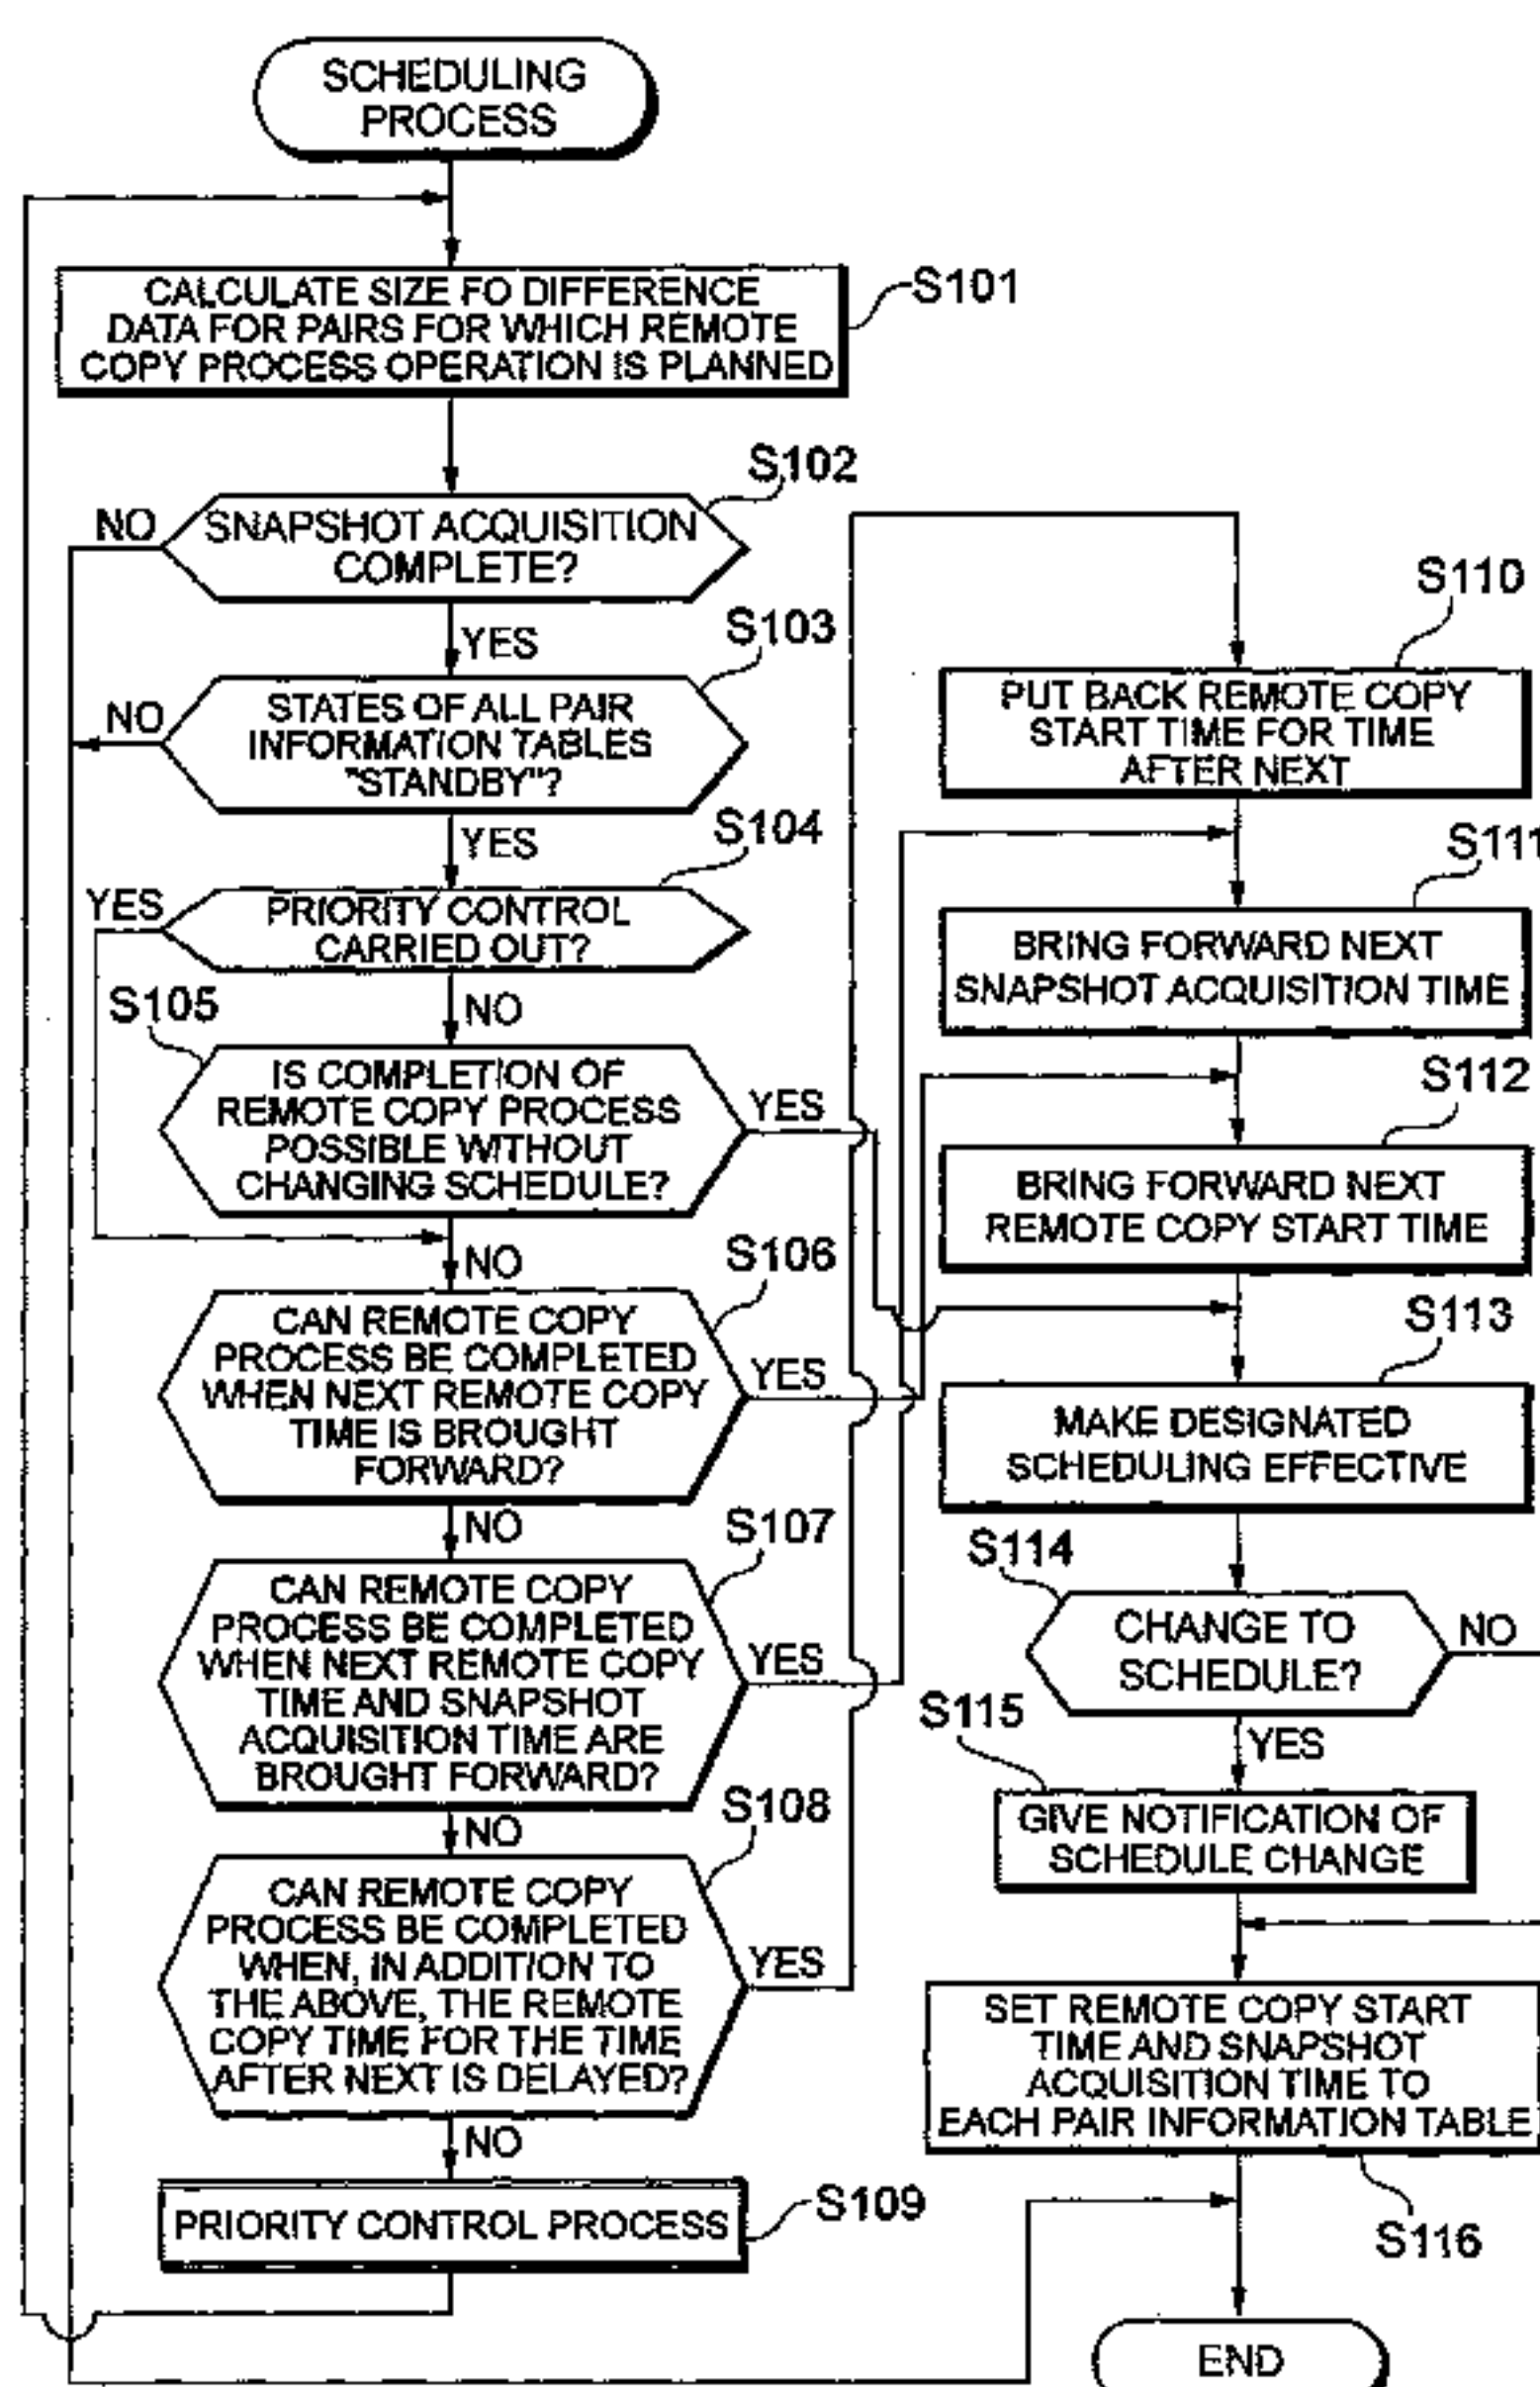 SCHEDULING
PROCESS
CALCULATE SIZE FO DIFFERENCE
DATA FOR PAIRS FOR WHICH REMOTE
COPY PROCESS OPERATION IS PLANNED
S101
S102
NO
SNAPSHOT ACQUISITION
COMPLETE?
YES
S103
NO
STATES OF ALL PAIR
INFORMATION TABLES
"STANDBY"?
YES
S104
YES
PRIORITY CONTROL
CARRIED OUT?
NO
S105
IS COMPLETION OF
REMOTE COPY PROCESS
POSSIBLE WITHOUT
CHANGING SCHEDULE?
YES
NO
S106
CAN REMOTE COPY
PROCESS BE COMPLETED
WHEN NEXT REMOTE COPY
TIME IS BROUGHT
FORWARD?
YES
NO
S107
CAN REMOTE COPY
PROCESS BE COMPLETED
WHEN NEXT REMOTE COPY
TIME AND SNAPSHOT
ACQUISITION TIME ARE
BROUGHT FORWARD?
YES
NO
S108
CAN REMOTE COPY
PROCESS BE COMPLETED
WHEN, IN ADDITION TO
THE ABOVE, THE REMOTE
COPY TIME FOR THE TIME
AFTER NEXT IS DELAYED?
YES
NO
PRIORITY CONTROL PROCESS
S109
S110
PUT BACK REMOTE COPY
START TIME FOR TIME
AFTER NEXT
S111
BRING FORWARD NEXT
SNAPSHOT ACQUISITION TIME
S112
BRING FORWARD NEXT
REMOTE COPY START TIME
S113
MAKE DESIGNATED
SCHEDULING EFFECTIVE
S114
CHANGE TO
SCHEDULE?
NO
YES
S115
GIVE NOTIFICATION OF
SCHEDULE CHANGE
SET REMOTE COPY START
TIME AND SNAPSHOT
ACQUISITION TIME TO
EACH PAIR INFORMATION TABLE
S116
END